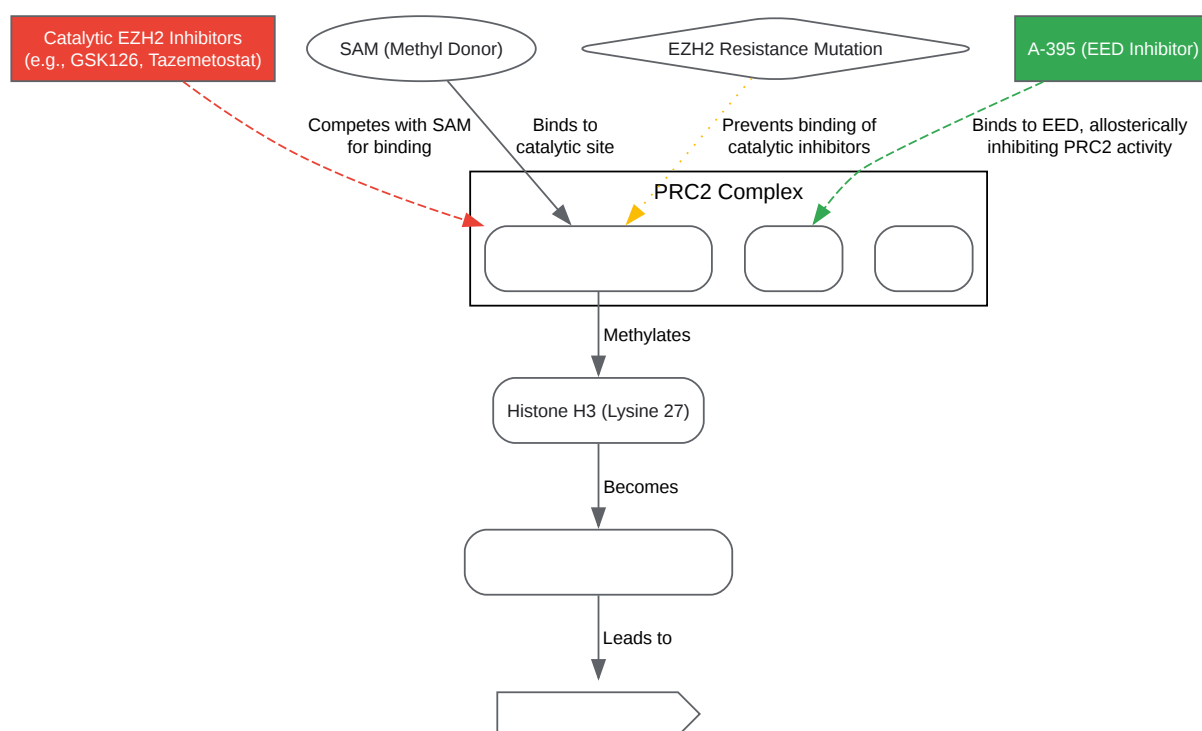 Catalytic EZH2 Inhibitors
(e.g., GSK126, Tazemetostat)
SAM (Methyl Donor)
EZH2 Resistance Mutation
A-395 (EED Inhibitor)
Competes with SAM
for binding
Binds to
catalytic site
Prevents binding of
catalytic inhibitors
Binds to EED, allosterically
inhibiting PRC2 activity
PRC2 Complex
Methylates
Histone H3 (Lysine 27)
Becomes
Leads to